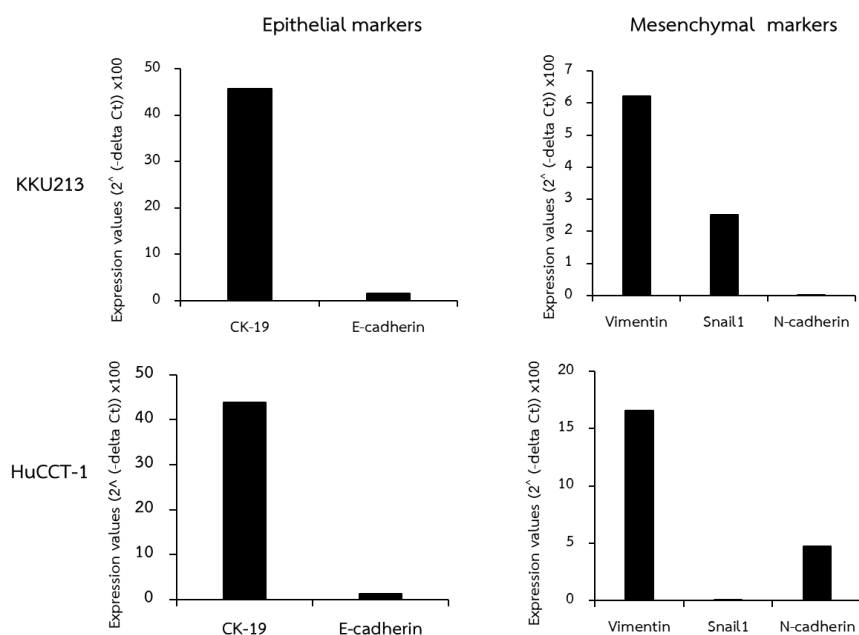 Epithelial markers
Mesenchymal markers
KKU213
Expression values (2^ (-delta Ct)) x100
50
40
30
20
10
0
CK-19
E-cadherin
Expression values (2^ (-delta Ct)) x100
7
6
5
4
3
2
1
0
Vimentin
Snail1
N-cadherin
HuCCT-1
Expression values (2^ (-delta Ct)) x100
50
40
30
20
10
0
CK-19
E-cadherin
Expression values (2^ (-delta Ct)) x100
20
15
10
5
0
Vimentin
Snail1
N-cadherin